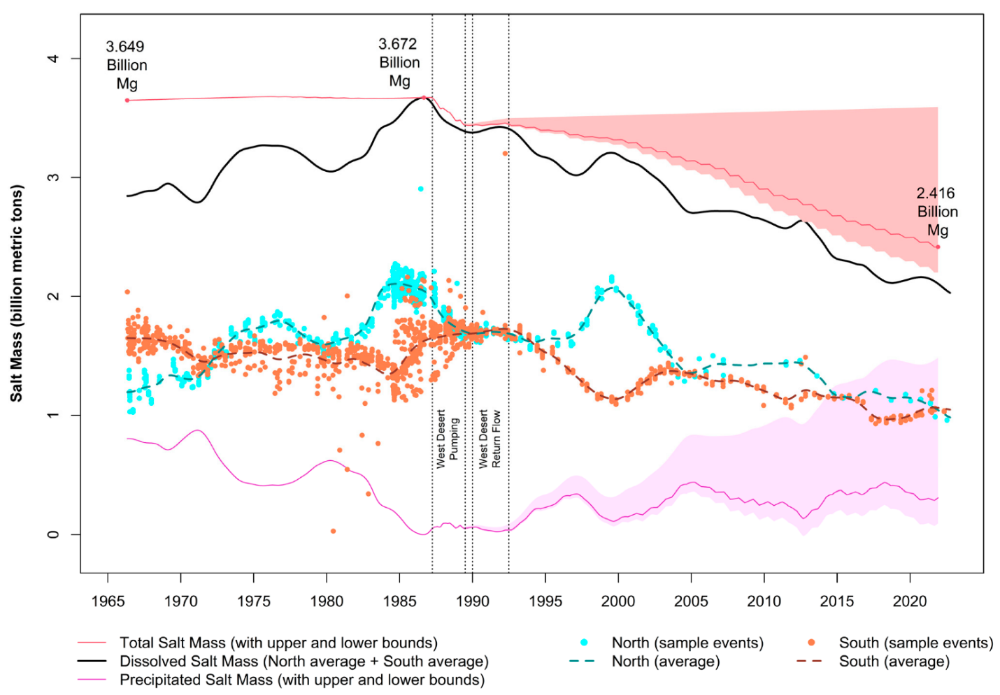 3.649
Billion
Mg
3.672
Billion
Mg
2.416
Billion
Mg
Salt Mass (billion metric tons)
4
3
2
1
0
West Desert
Pumping
West Desert
Return Flow
1965
1970
1975
1980
1985
1990
1995
2000
2005
2010
2015
2020
Total Salt Mass (with upper and lower bounds)
Dissolved Salt Mass (North average + South average)
Precipitated Salt Mass (with upper and lower bounds)
North (sample events)
North (average)
South (sample events)
South (average)